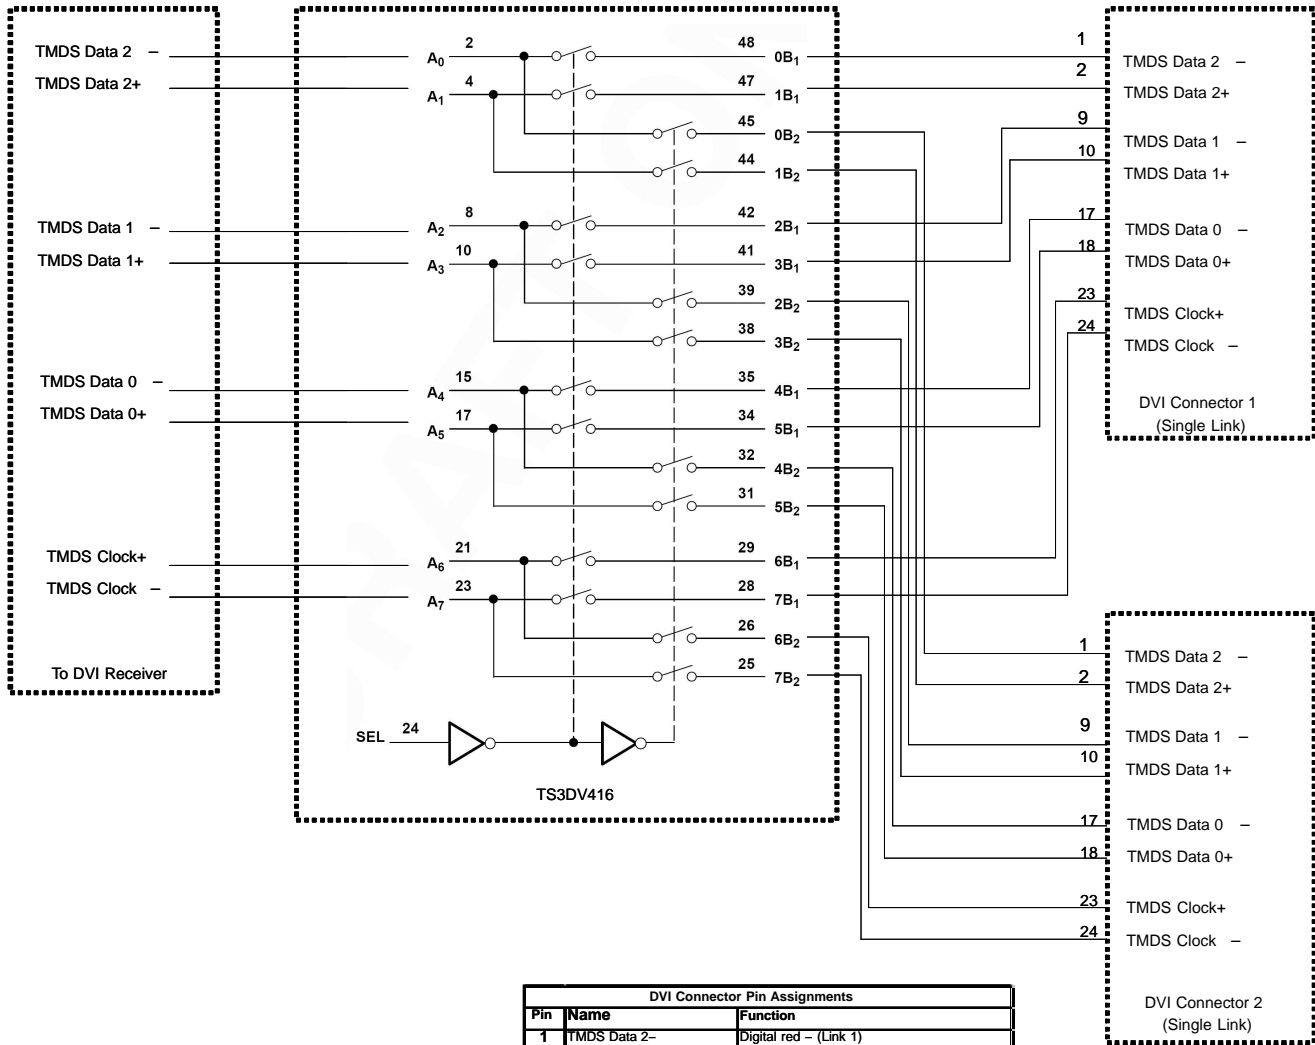 TMDS Data 2 –
TMDS Data 2+
TMDS Data 1 –
TMDS Data 1+
TMDS Data 0 –
TMDS Data 0+
TMDS Clock+
TMDS Clock –
To DVI Receiver
A0 2 48 0B1
A1 4 47 1B1
45 0B2
44 1B2
A2 8 42 2B1
A3 10 41 3B1
39 2B2
38 3B2
A4 15 35 4B1
A5 17 34 5B1
32 4B2
31 5B2
A6 21 29 6B1
A7 23 28 7B1
26 6B2
25 7B2
SEL 24
TS3DV416
1 TMDS Data 2 –
2 TMDS Data 2+
9 TMDS Data 1 –
10 TMDS Data 1+
17 TMDS Data 0 –
18 TMDS Data 0+
23 TMDS Clock+
24 TMDS Clock –
DVI Connector 1
(Single Link)
1 TMDS Data 2 –
2 TMDS Data 2+
9 TMDS Data 1 –
10 TMDS Data 1+
17 TMDS Data 0 –
18 TMDS Data 0+
23 TMDS Clock+
24 TMDS Clock –
DVI Connector 2
(Single Link)
DVI Connector Pin Assignments
Pin Name Function
1 TMDS Data 2– Digital red – (Link 1)